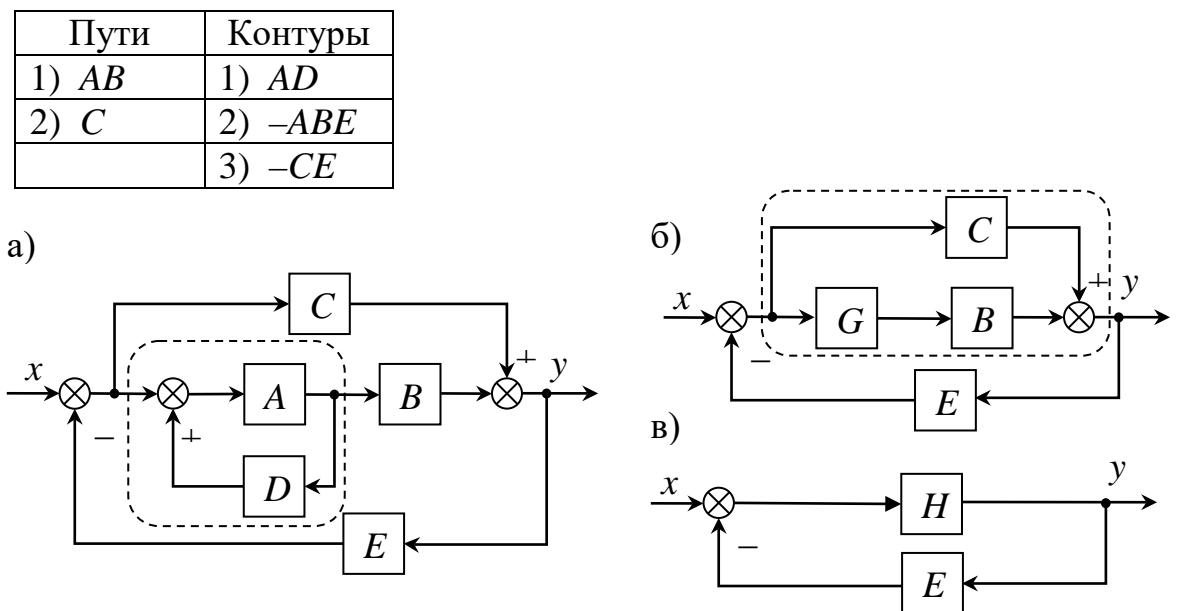 Пути Контуры
1) AB 1) AD
2) C 2) –ABE
3) –CE
а)
C
x
+
y
A
B
–
+
D
E
б)
C
x
+
y
G
B
–
E
в)
x
y
H
–
E